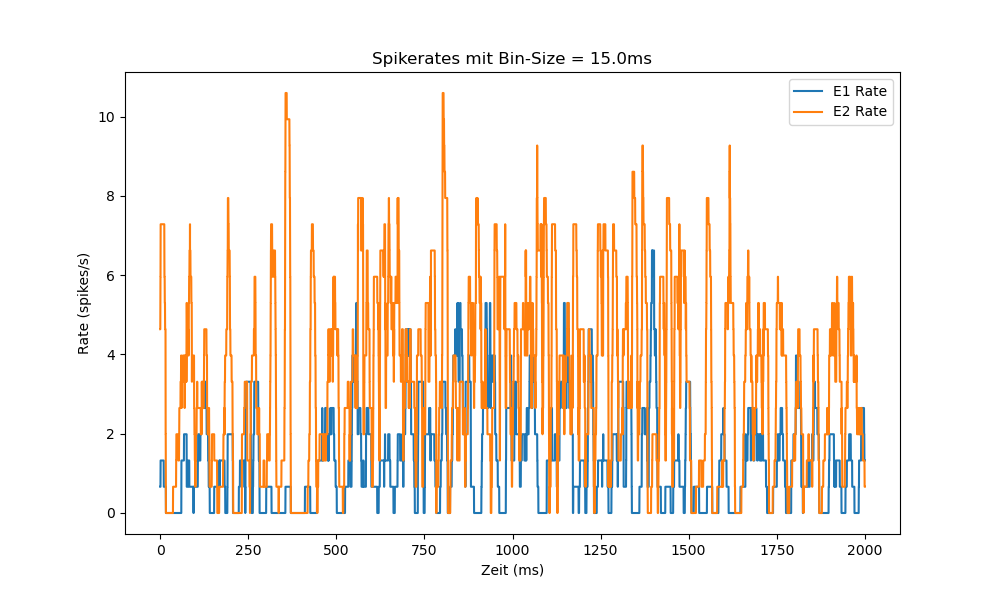 Spikerates mit Bin-Size = 15.0ms
E1 Rate
E2 Rate
Rate (spikes/s)
10
8
6
4
2
0
0 250 500 750 1000 1250 1500 1750 2000
Zeit (ms)